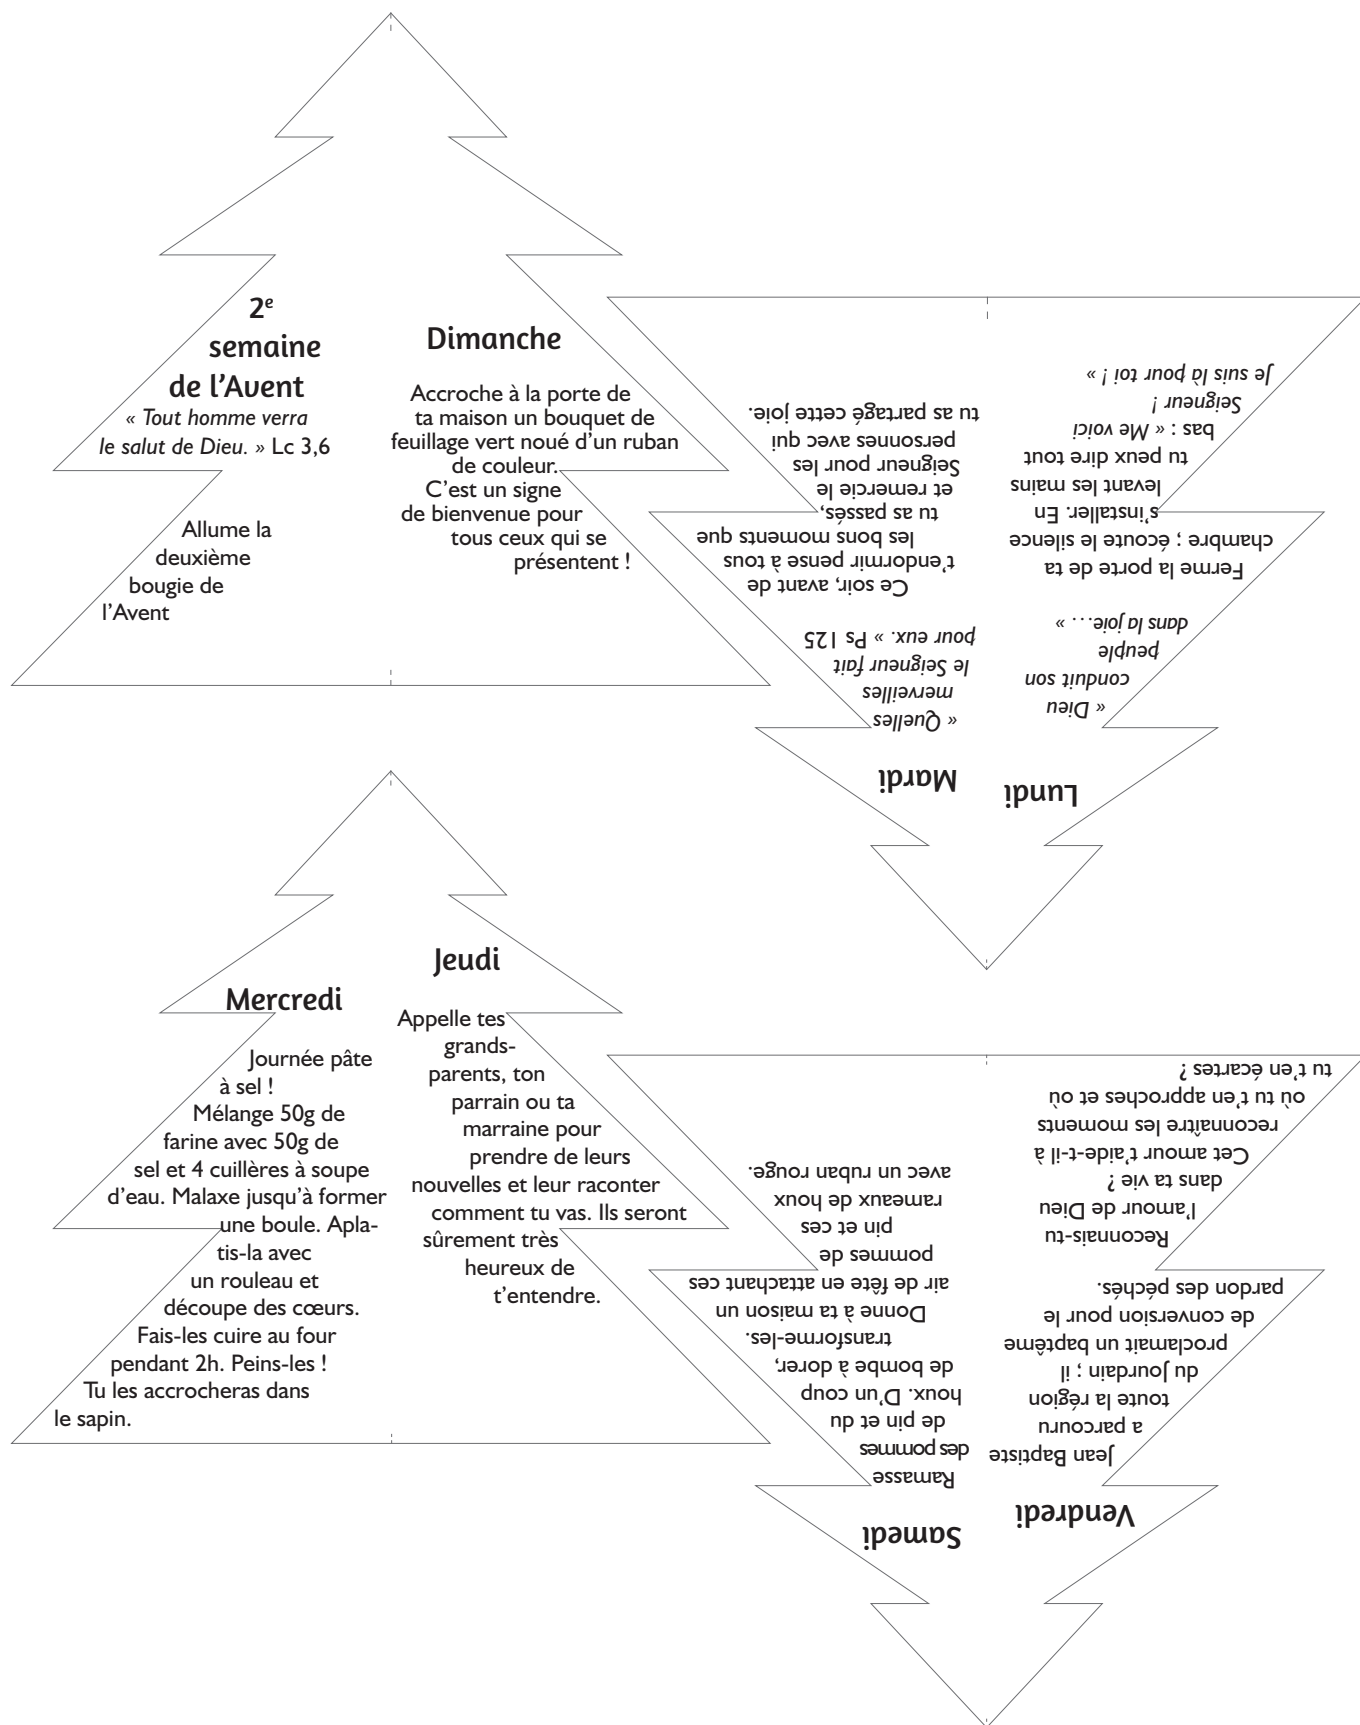 2e
semaine
de l'Avent
« Tout homme verra
le salut de Dieu. » Lc 3,6
Allume la
deuxième
bougie de
l'Avent
Dimanche
Accroche à la porte de
ta maison un bouquet de
feuillage vert noué d'un ruban
de couleur.
C'est un signe
de bienvenue pour
tous ceux qui se
présentent !
Lundi
« Dieu
conduit son
peuple
dans la joie… »
Ferme la porte de ta
chambre ; écoute le silence
s'installer. En
levant les mains
tu peux dire tout
bas : « Me voici
Seigneur !
Je suis là pour toi ! »
Mardi
« Quelles
merveilles
le Seigneur fait
pour eux. » Ps 125
Ce soir, avant de
t'endormir pense à tous
les bons moments que
tu as passés,
et remercie le
Seigneur pour les
personnes avec qui
tu as partagé cette joie.
Mercredi
Journée pâte
à sel !
Mélange 50g de
farine avec 50g de
sel et 4 cuillères à soupe
d'eau. Malaxe jusqu'à former
une boule. Apla-
tis-la avec
un rouleau et
découpe des cœurs.
Fais-les cuire au four
pendant 2h. Peins-les !
Tu les accrocheras dans
le sapin.
Jeudi
Appelle tes
grands-
parents, ton
parrain ou ta
marraine pour
prendre de leurs
nouvelles et leur raconter
comment tu vas. Ils seront
sûrement très
heureux de
t'entendre.
Vendredi
Jean Baptiste
a parcouru
toute la région
du Jourdain ; il
proclamait un baptême
de conversion pour le
pardon des péchés.
Reconnais-tu
l'amour de Dieu
dans ta vie ?
Cet amour t'aide-t-il à
reconnaître les moments
où tu t'en approches et où
tu t'en écartes ?
Samedi
Ramasse
des pommes
de pin et du
houx. D'un coup
de bombe à dorer,
transforme-les.
Donne à ta maison un
air de fête en attachant ces
pommes de
pin et ces
rameaux de houx
avec un ruban rouge.